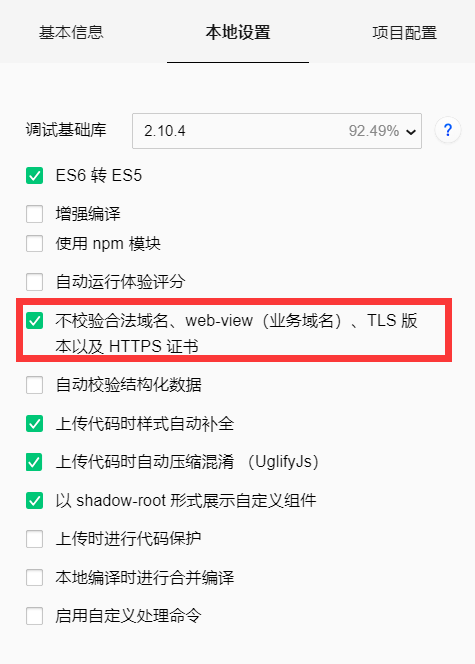 基本信息 本地设置 项目配置
调试基础库 2.10.4 92.49% ?
ES6 转 ES5
增强编译
使用 npm 模块
自动运行体验评分
不校验合法域名、web-view（业务域名）、TLS 版
本以及 HTTPS 证书
自动校验结构化数据
上传代码时样式自动补全
上传代码时自动压缩混淆 （UglifyJs）
以 shadow-root 形式展示自定义组件
上传时进行代码保护
本地编译时进行合并编译
启用自定义处理命令